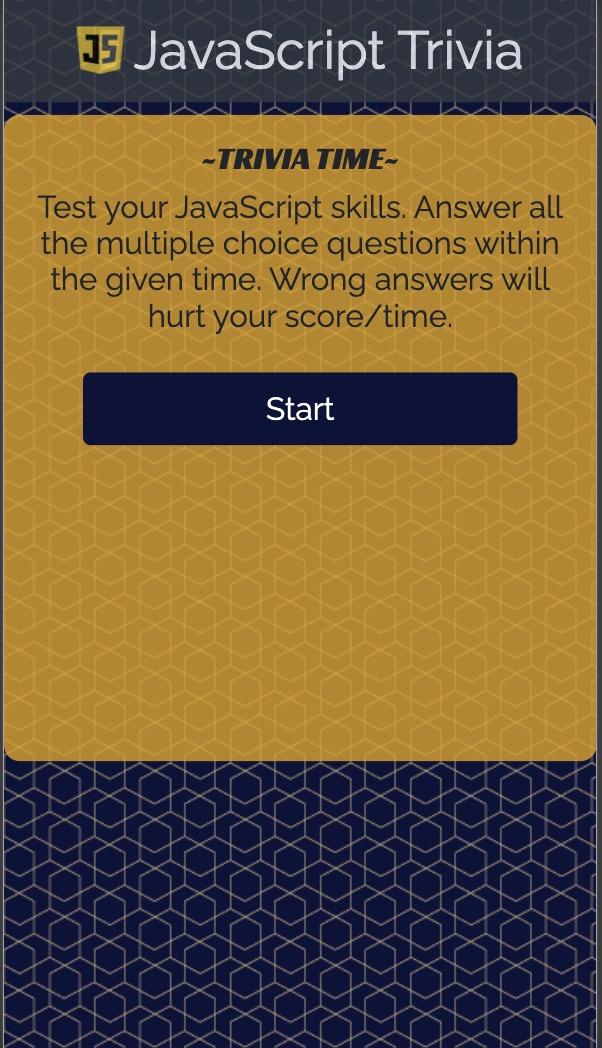 JS JavaScript Trivia
~TRIVIA TIME~
Test your JavaScript skills. Answer all
the multiple choice questions within
the given time. Wrong answers will
hurt your score/time.
Start